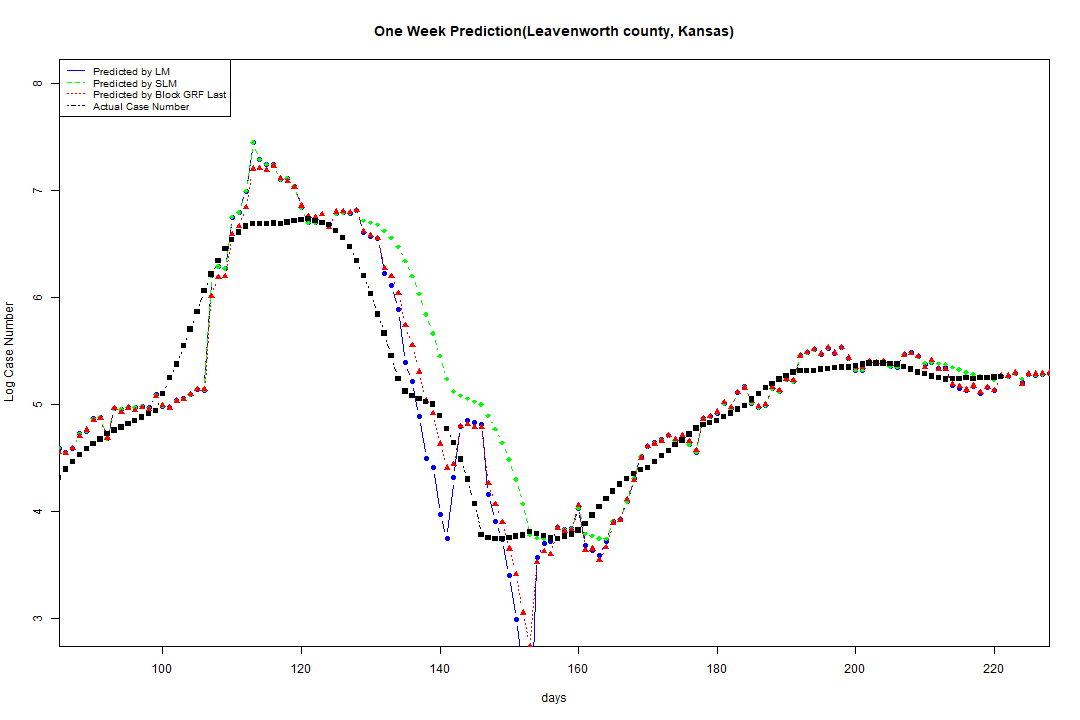 One Week Prediction(Leavenworth county, Kansas)
Predicted by LM
Predicted by SLM
Predicted by Block GRF Last
Actual Case Number
8
7
6
5
4
3
Log Case Number
100 120 140 160 180 200 220
days